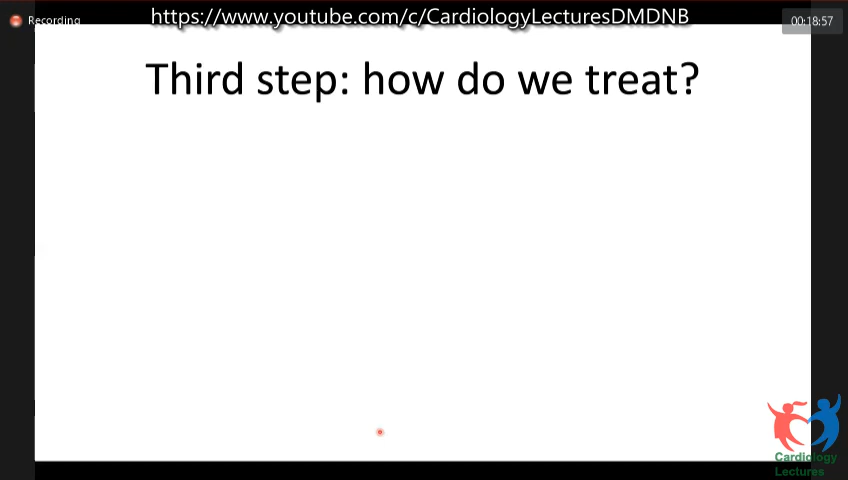 https://www.youtube.com/c/CardiologyLecturesDMDNB
Recording
00:18:57
Third step: how do we treat?
Cardiology
Lectures